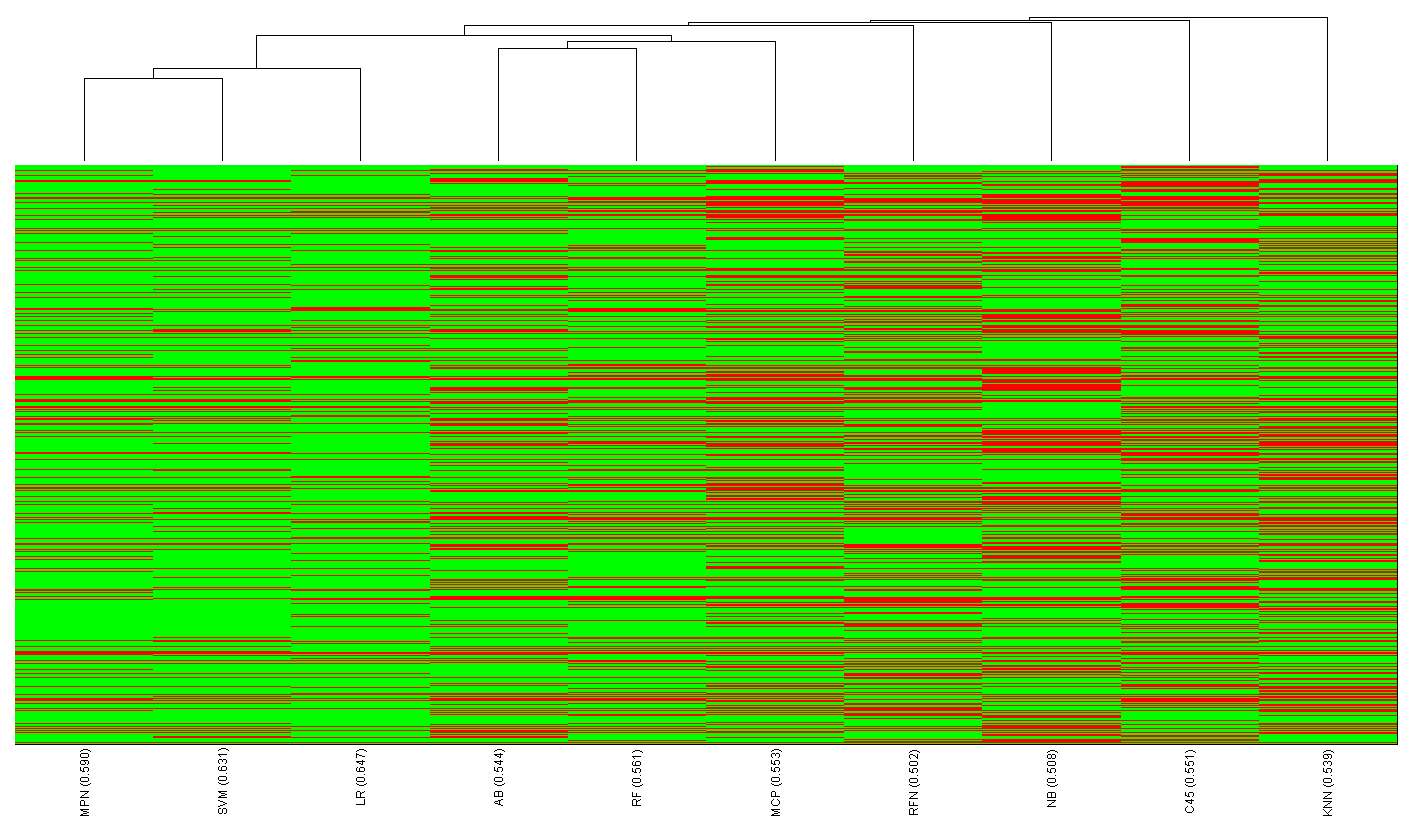 MPN (0.590)
SVM (0.631)
LR (0.647)
AB (0.544)
RF (0.561)
MCP (0.553)
RFN (0.502)
NB (0.508)
C45 (0.551)
KNN (0.539)